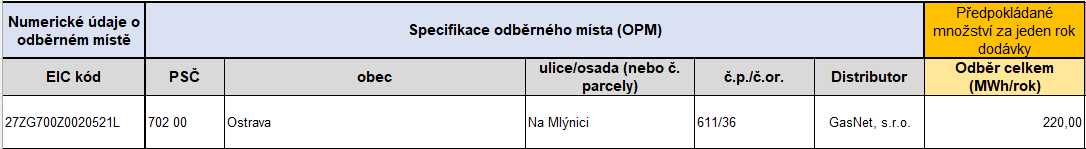 Numerické údaje o
odběrném místě
Specifikace odběrného místa (OPM)
Předpokládané
množství za jeden rok
dodávky
EIC kód
PSČ
obec
ulice/osada (nebo č.
parcely)
č.p./č.or.
Distributor
Odběr celkem
(MWh/rok)
27ZG700Z0020521L
702 00
Ostrava
Na Mlýnici
611/36
GasNet, s.r.o.
220,00